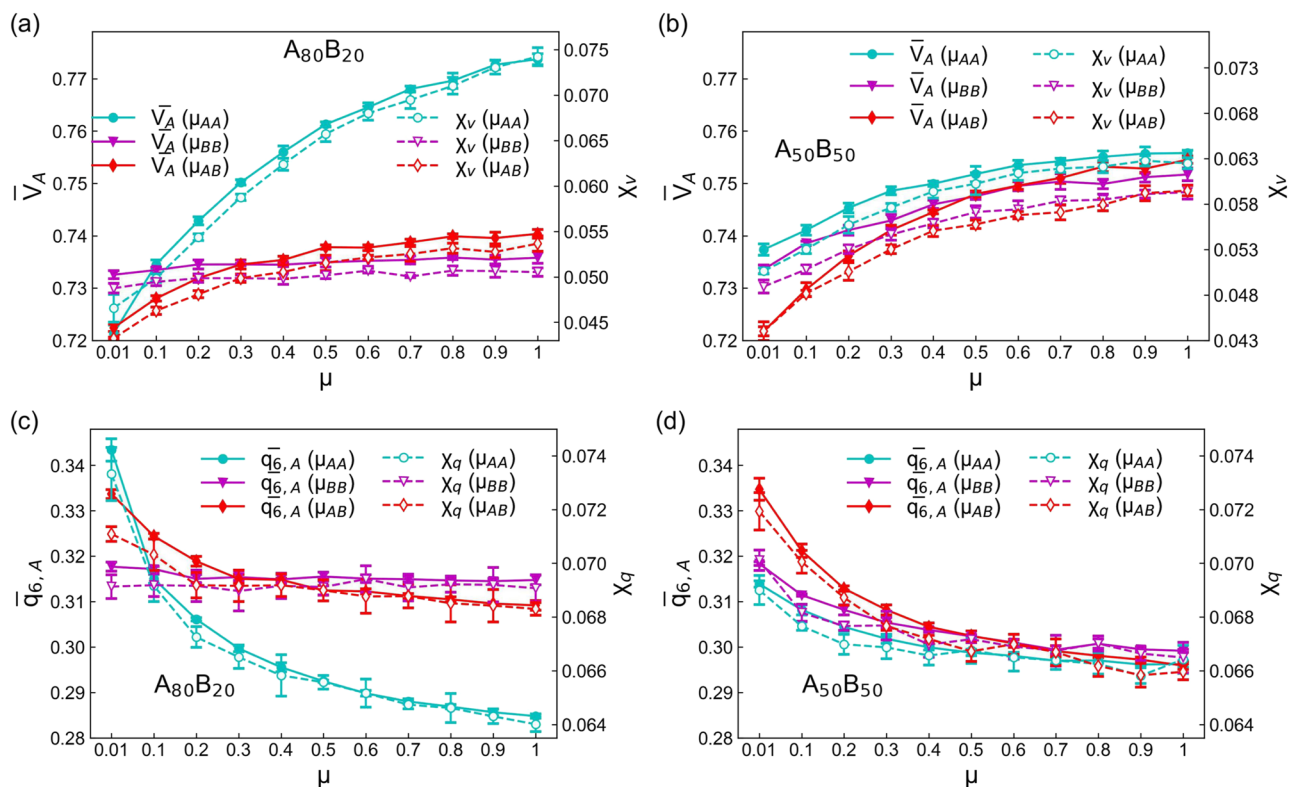 (a)
A80B20
V̅A (μAA)
V̅A (μBB)
V̅A (μAB)
χv (μAA)
χv (μBB)
χv (μAB)
0.77
0.76
0.75
0.74
0.73
0.72
V̅A
0.075
0.070
0.065
0.060
0.055
0.050
0.045
χv
0.01 0.1 0.2 0.3 0.4 0.5 0.6 0.7 0.8 0.9 1
μ
(b)
V̅A (μAA)
V̅A (μBB)
V̅A (μAB)
χv (μAA)
χv (μBB)
χv (μAB)
A50B50
0.77
0.76
0.75
0.74
0.73
0.72
V̅A
0.073
0.068
0.063
0.058
0.053
0.048
0.043
χv
0.01 0.1 0.2 0.3 0.4 0.5 0.6 0.7 0.8 0.9 1
μ
(c)
q̅6,A (μAA)
q̅6,A (μBB)
q̅6,A (μAB)
χq (μAA)
χq (μBB)
χq (μAB)
A80B20
0.34
0.33
0.32
0.31
0.30
0.29
0.28
q̅6,A
0.074
0.072
0.070
0.068
0.066
0.064
χq
0.01 0.1 0.2 0.3 0.4 0.5 0.6 0.7 0.8 0.9 1
μ
(d)
q̅6,A (μAA)
q̅6,A (μBB)
q̅6,A (μAB)
χq (μAA)
χq (μBB)
χq (μAB)
A50B50
0.34
0.33
0.32
0.31
0.30
0.29
0.28
q̅6,A
0.074
0.072
0.070
0.068
0.066
0.064
χq
0.01 0.1 0.2 0.3 0.4 0.5 0.6 0.7 0.8 0.9 1
μ